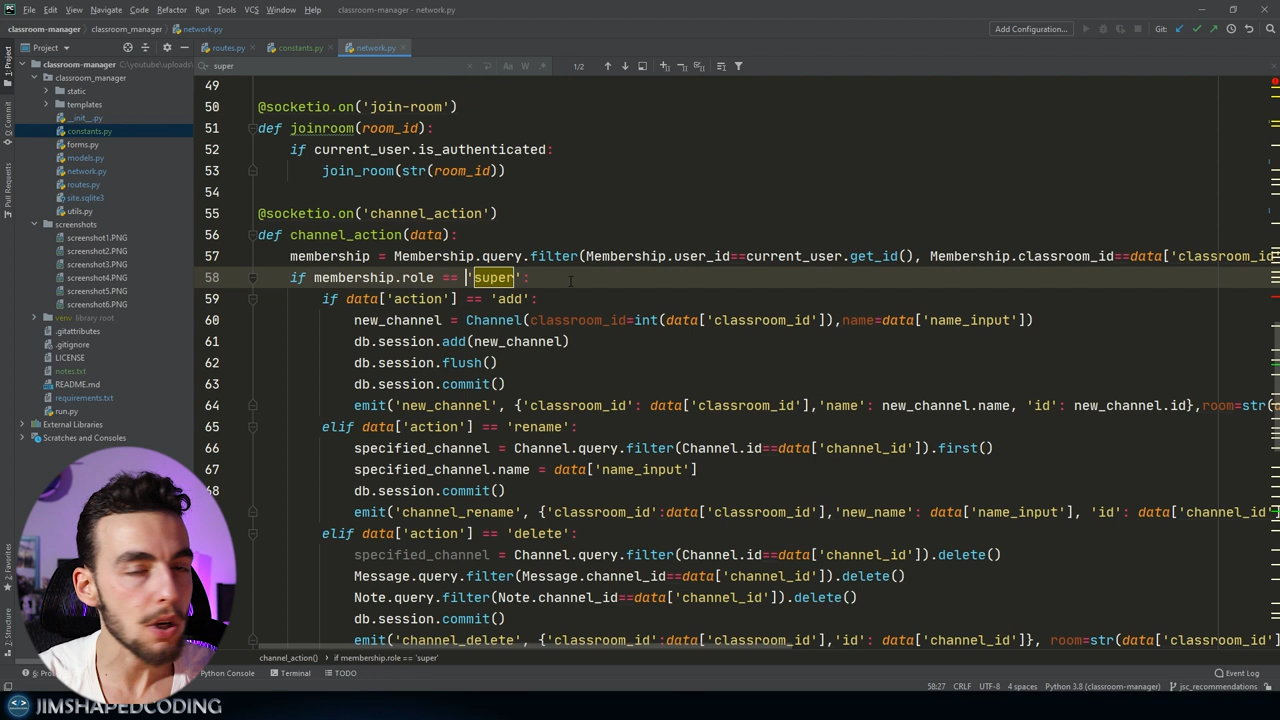 File Edit View Navigate Code Refactor Run Tools VCS Window Help classroom-manager - network.py
classroom-manager classroom_manager network.py Add Configuration... Git:
Project routes.py constants.py network.py
super 1/2
classroom-manager C:\youtube\uploads\
classroom_manager
static
templates
__init__.py
constants.py
forms.py
models.py
network.py
routes.py
site.sqlite3
utils.py
screenshots
screenshot1.PNG
screenshot2.PNG
screenshot3.PNG
screenshot4.PNG
screenshot5.PNG
screenshot6.PNG
venv library root
.gitattributes
.gitignore
LICENSE
notes.txt
README.md
requirements.txt
run.py
External Libraries
Scratches and Consoles
1: Project
Commit
Pull Requests
2: Favorites
Z: Structure
49
50 @socketio.on('join-room')
51 def joinroom(room_id):
52 if current_user.is_authenticated:
53 join_room(str(room_id))
54
55 @socketio.on('channel_action')
56 def channel_action(data):
57 membership = Membership.query.filter(Membership.user_id==current_user.get_id(), Membership.classroom_id==data['classroom_id
58 if membership.role == 'super':
59 if data['action'] == 'add':
60 new_channel = Channel(classroom_id=int(data['classroom_id']),name=data['name_input'])
61 db.session.add(new_channel)
62 db.session.flush()
63 db.session.commit()
64 emit('new_channel', {'classroom_id': data['classroom_id'],'name': new_channel.name, 'id': new_channel.id},room=str(
65 elif data['action'] == 'rename':
66 specified_channel = Channel.query.filter(Channel.id==data['channel_id']).first()
67 specified_channel.name = data['name_input']
68 db.session.commit()
emit('channel_rename', {'classroom_id':data['classroom_id'],'new_name': data['name_input'], 'id': data['channel_id'
elif data['action'] == 'delete':
specified_channel = Channel.query.filter(Channel.id==data['channel_id']).delete()
Message.query.filter(Message.channel_id==data['channel_id']).delete()
Note.query.filter(Note.channel_id==data['channel_id']).delete()
db.session.commit()
emit('channel_delete', {'classroom_id':data['classroom_id'],'id': data['channel_id']}, room=str(data['classroom_id']
channel_action() if membership.role == 'super'
Python Console Terminal TODO Event Log
58:27 CRLF UTF-8 4 spaces Python 3.8 (classroom-manager) jsc_recommendations
JIMSHAPEDCODING